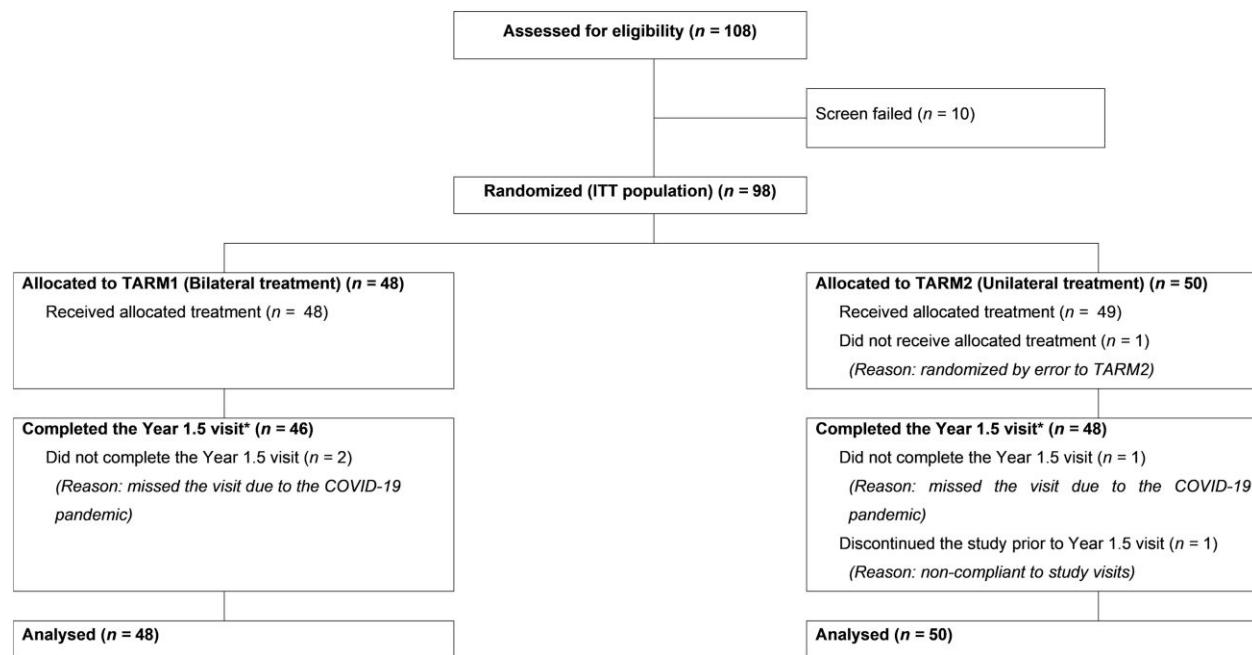 Assessed for eligibility (n = 108)
Screen failed (n = 10)
Randomized (ITT population) (n = 98)
Allocated to TARM1 (Bilateral treatment) (n = 48)
Received allocated treatment (n = 48)
Allocated to TARM2 (Unilateral treatment) (n = 50)
Received allocated treatment (n = 49)
Did not receive allocated treatment (n = 1)
(Reason: randomized by error to TARM2)
Completed the Year 1.5 visit* (n = 46)
Did not complete the Year 1.5 visit (n = 2)
(Reason: missed the visit due to the COVID-19
pandemic)
Completed the Year 1.5 visit* (n = 48)
Did not complete the Year 1.5 visit (n = 1)
(Reason: missed the visit due to the COVID-19
pandemic)
Discontinued the study prior to Year 1.5 visit (n = 1)
(Reason: non-compliant to study visits)
Analysed (n = 48)
Analysed (n = 50)